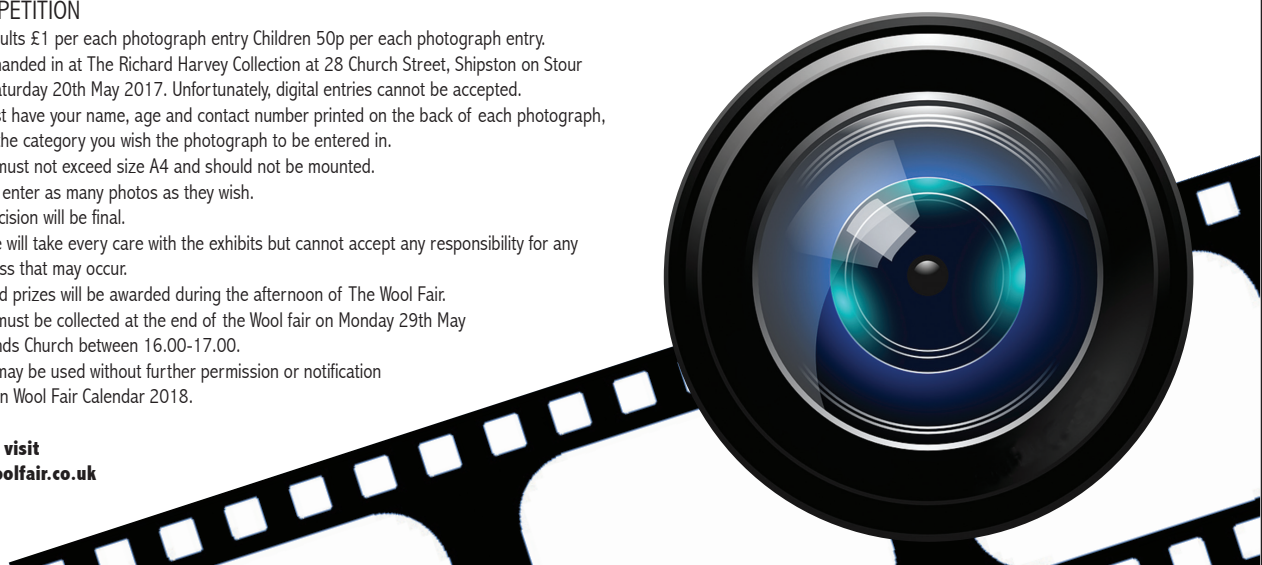 PETITION
ults £1 per each photograph entry Children 50p per each photograph entry.
handed in at The Richard Harvey Collection at 28 Church Street, Shipston on Stour
aturday 20th May 2017. Unfortunately, digital entries cannot be accepted.
st have your name, age and contact number printed on the back of each photograph,
the category you wish the photograph to be entered in.
must not exceed size A4 and should not be mounted.
enter as many photos as they wish.
cision will be final.
e will take every care with the exhibits but cannot accept any responsibility for any
ss that may occur.
d prizes will be awarded during the afternoon of The Wool Fair.
must be collected at the end of the Wool fair on Monday 29th May
nds Church between 16.00-17.00.
may be used without further permission or notification
n Wool Fair Calendar 2018.
visit
oolfair.co.uk